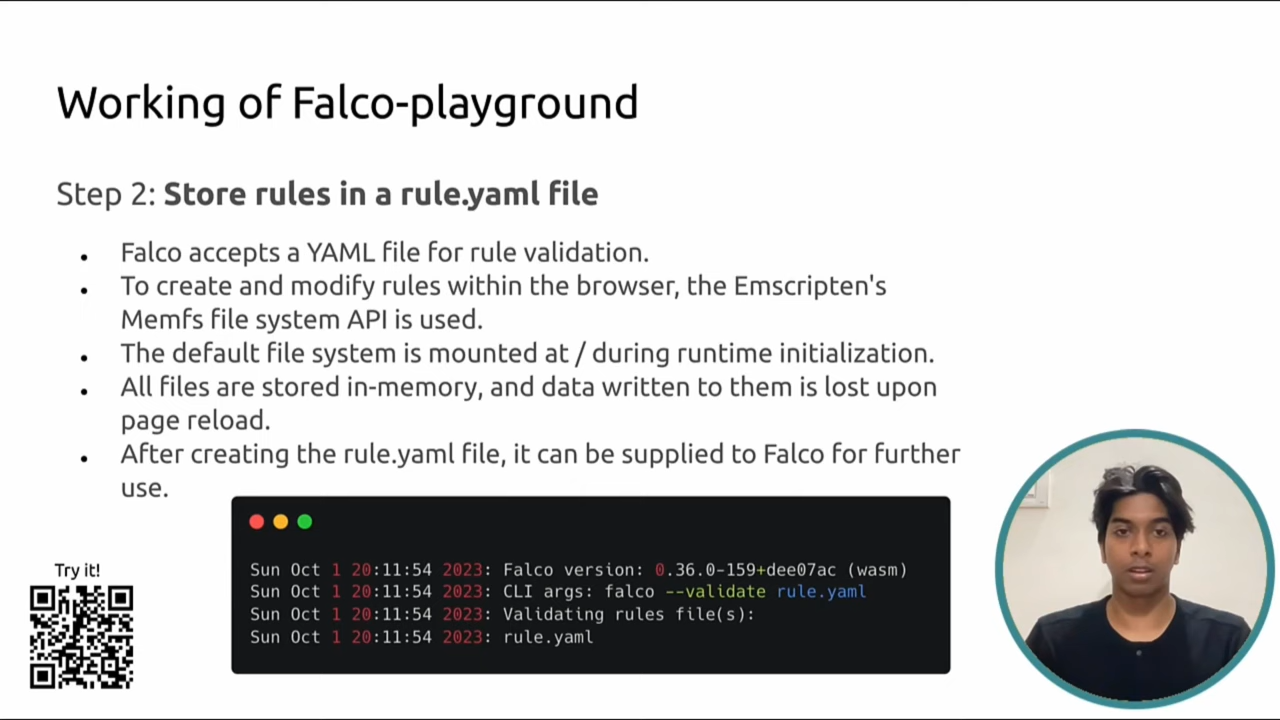 Working of Falco-playground
Step 2: Store rules in a rule.yaml file
Falco accepts a YAML file for rule validation.
To create and modify rules within the browser, the Emscripten's
Memfs file system API is used.
The default file system is mounted at / during runtime initialization.
All files are stored in-memory, and data written to them is lost upon
page reload.
After creating the rule.yaml file, it can be supplied to Falco for further
use.
Sun Oct 1 20:11:54 2023: Falco version: 0.36.0-159+dee07ac (wasm)
Sun Oct 1 20:11:54 2023: CLI args: falco --validate rule.yaml
Sun Oct 1 20:11:54 2023: Validating rules file(s):
Sun Oct 1 20:11:54 2023: rule.yaml
Try it!